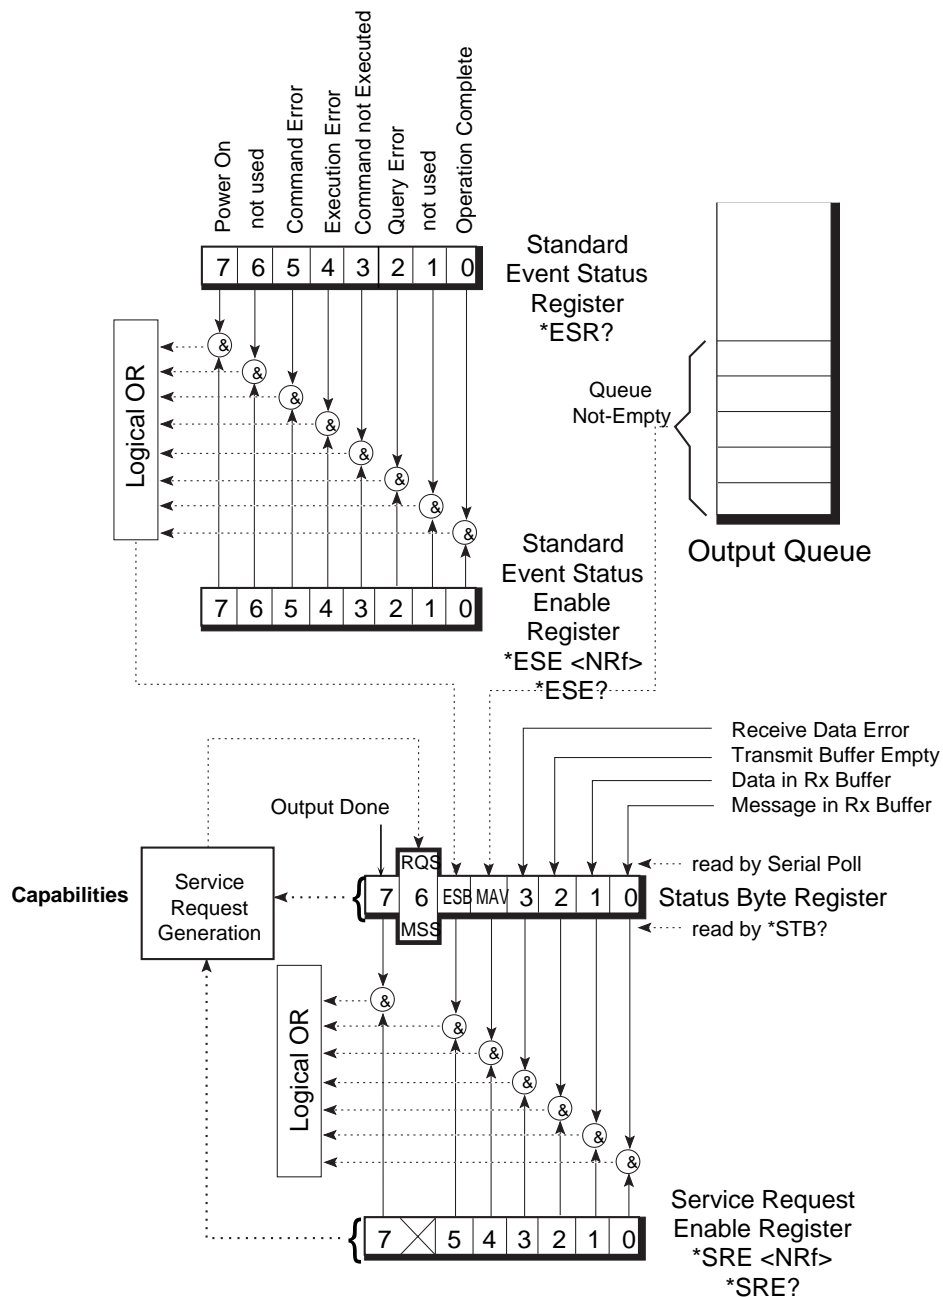 Power On
not used
Command Error
Execution Error
Command not Executed
Query Error
not used
Operation Complete
7 6 5 4 3 2 1 0
Standard
Event Status
Register
*ESR?
Logical OR
&
&
&
&
&
&
&
&
Queue
Not-Empty
Output Queue
Standard
Event Status
Enable
Register
*ESE <NRf>
*ESE?
7 6 5 4 3 2 1 0
Receive Data Error
Transmit Buffer Empty
Data in Rx Buffer
Message in Rx Buffer
Output Done
read by Serial Poll
Capabilities
Service
Request
Generation
{
RQS
7 6 ESB MAV 3 2 1 0
MSS
Status Byte Register
read by *STB?
Logical OR
&
&
&
&
&
&
&
Service Request
Enable Register
*SRE <NRf>
*SRE?
{
7 5 4 3 2 1 0